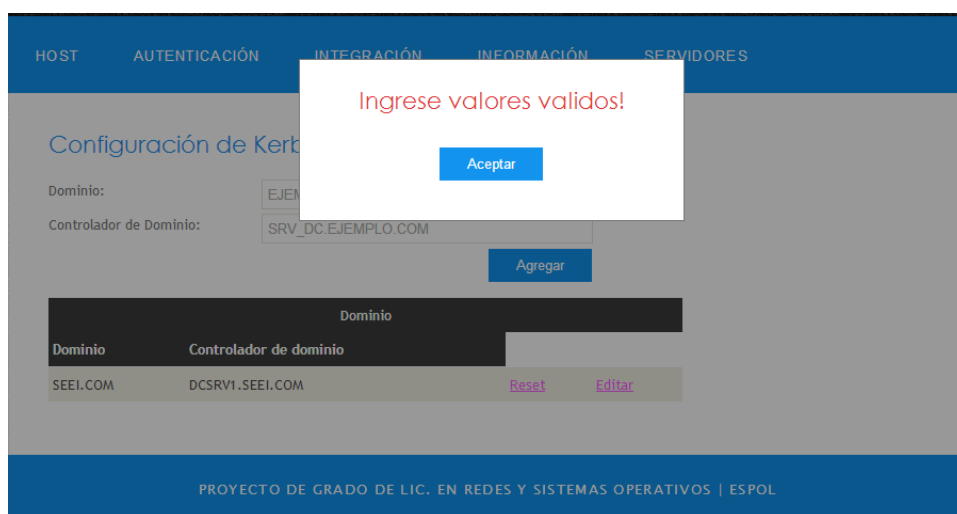 HOST AUTENTICACIÓN INTEGRACIÓN INFORMACIÓN SERVIDORES
Ingrese valores validos!
Aceptar
Configuración de Kerb
Dominio: EJEM
Controlador de Dominio: SRV_DC.EJEMPLO.COM
Agregar
Dominio
Dominio Controlador de dominio
SEEI.COM DCSRV1.SEEI.COM Reset Editar
PROYECTO DE GRADO DE LIC. EN REDES Y SISTEMAS OPERATIVOS | ESPOL